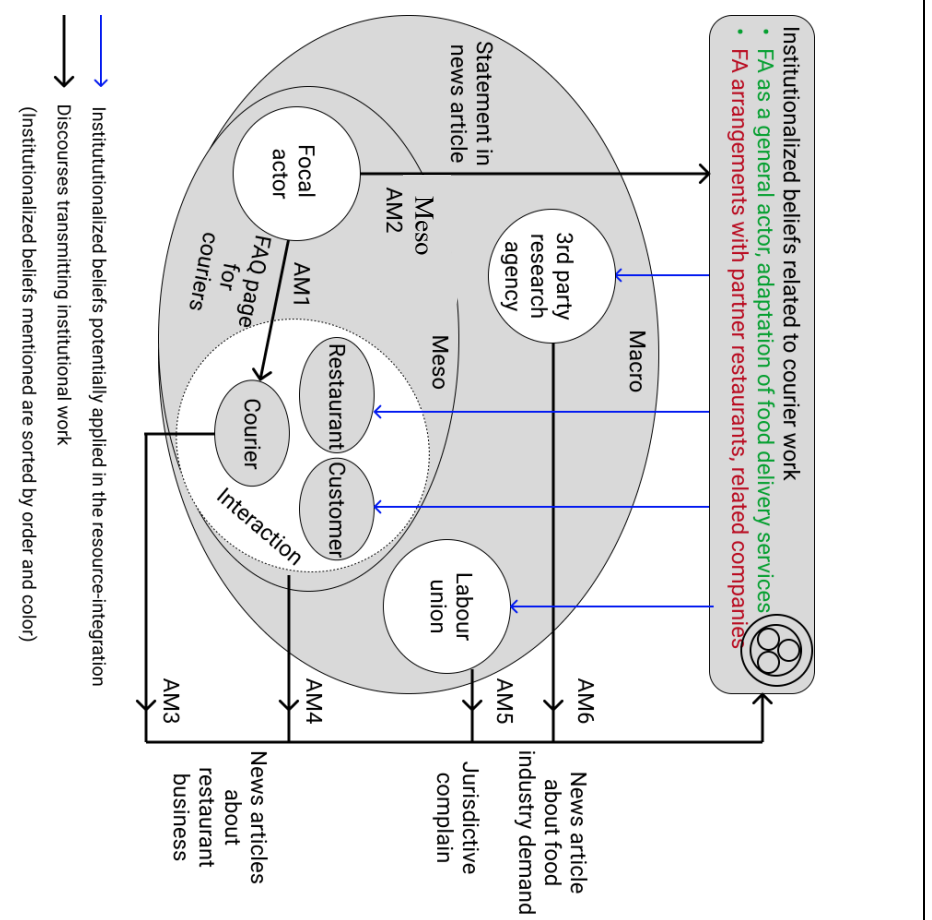 Institutionalized beliefs related to courier work
• FA as a general actor, adaptation of food delivery services
• FA arrangements with partner restaurants, related companies
Macro
3rd party
research
agency
AM6
News article
about food
industry demand
Statement in
news article
Labour
union
AM5
Jurisdictive
complain
Meso
AM2
Meso
Focal
actor
AM1
FAQ page
for
couriers
Restaurant
Customer
Courier
Interaction
AM4
News articles
about
restaurant
business
AM3
Institututionalized beliefs potentially applied in the resource-integration
Discourses transmitting institutional work
(Institutionalized beliefs mentioned are sorted by order and color)